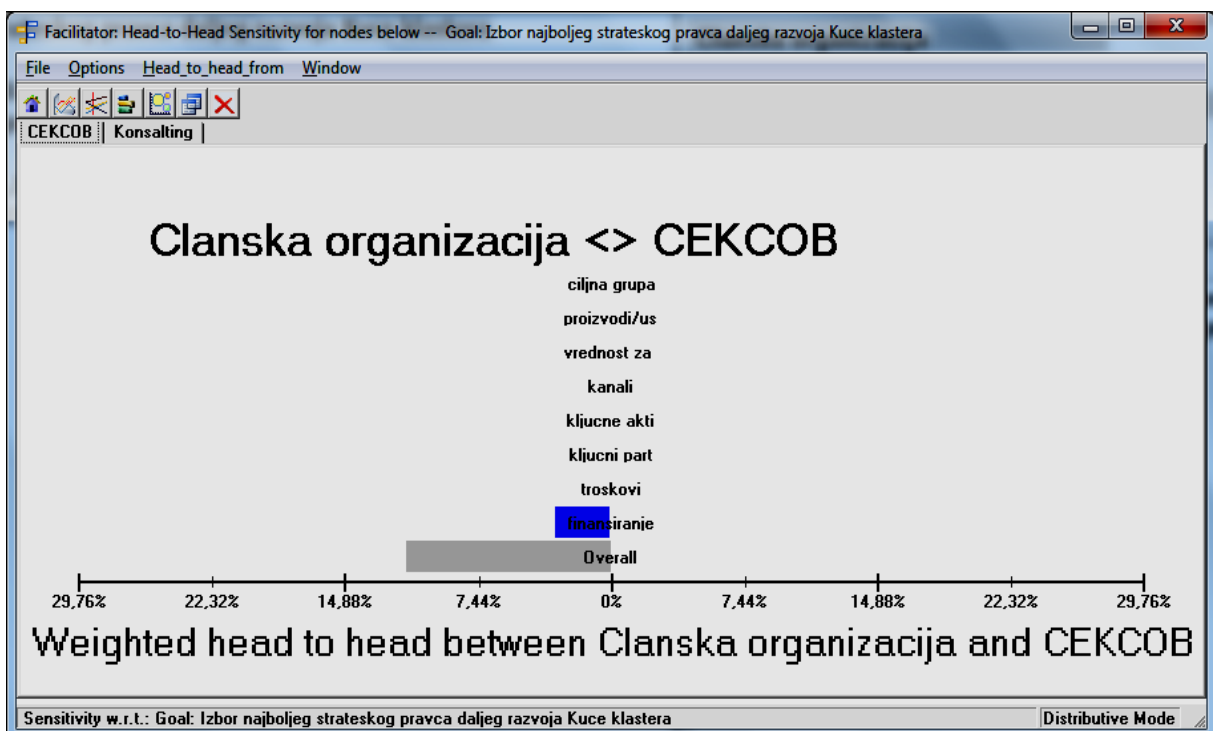 Facilitator: Head-to-Head Sensitivity for nodes below -- Goal: Izbor najboljeg strateskog pravca daljeg razvoja Kuce klastera
File Options Head_to_head_from Window
CEKCOB Konsalting
Clanska organizacija <> CEKCOB
ciljna grupa
proizvodi/us
vrednost za
kanali
kljucne akti
kljucni part
troskovi
finansiranje
Overall
29,76% 22,32% 14,88% 7,44% 0% 7,44% 14,88% 22,32% 29,76%
Weighted head to head between Clanska organizacija and CEKCOB
Sensitivity w.r.t.: Goal: Izbor najboljeg strateskog pravca daljeg razvoja Kuce klastera Distributive Mode